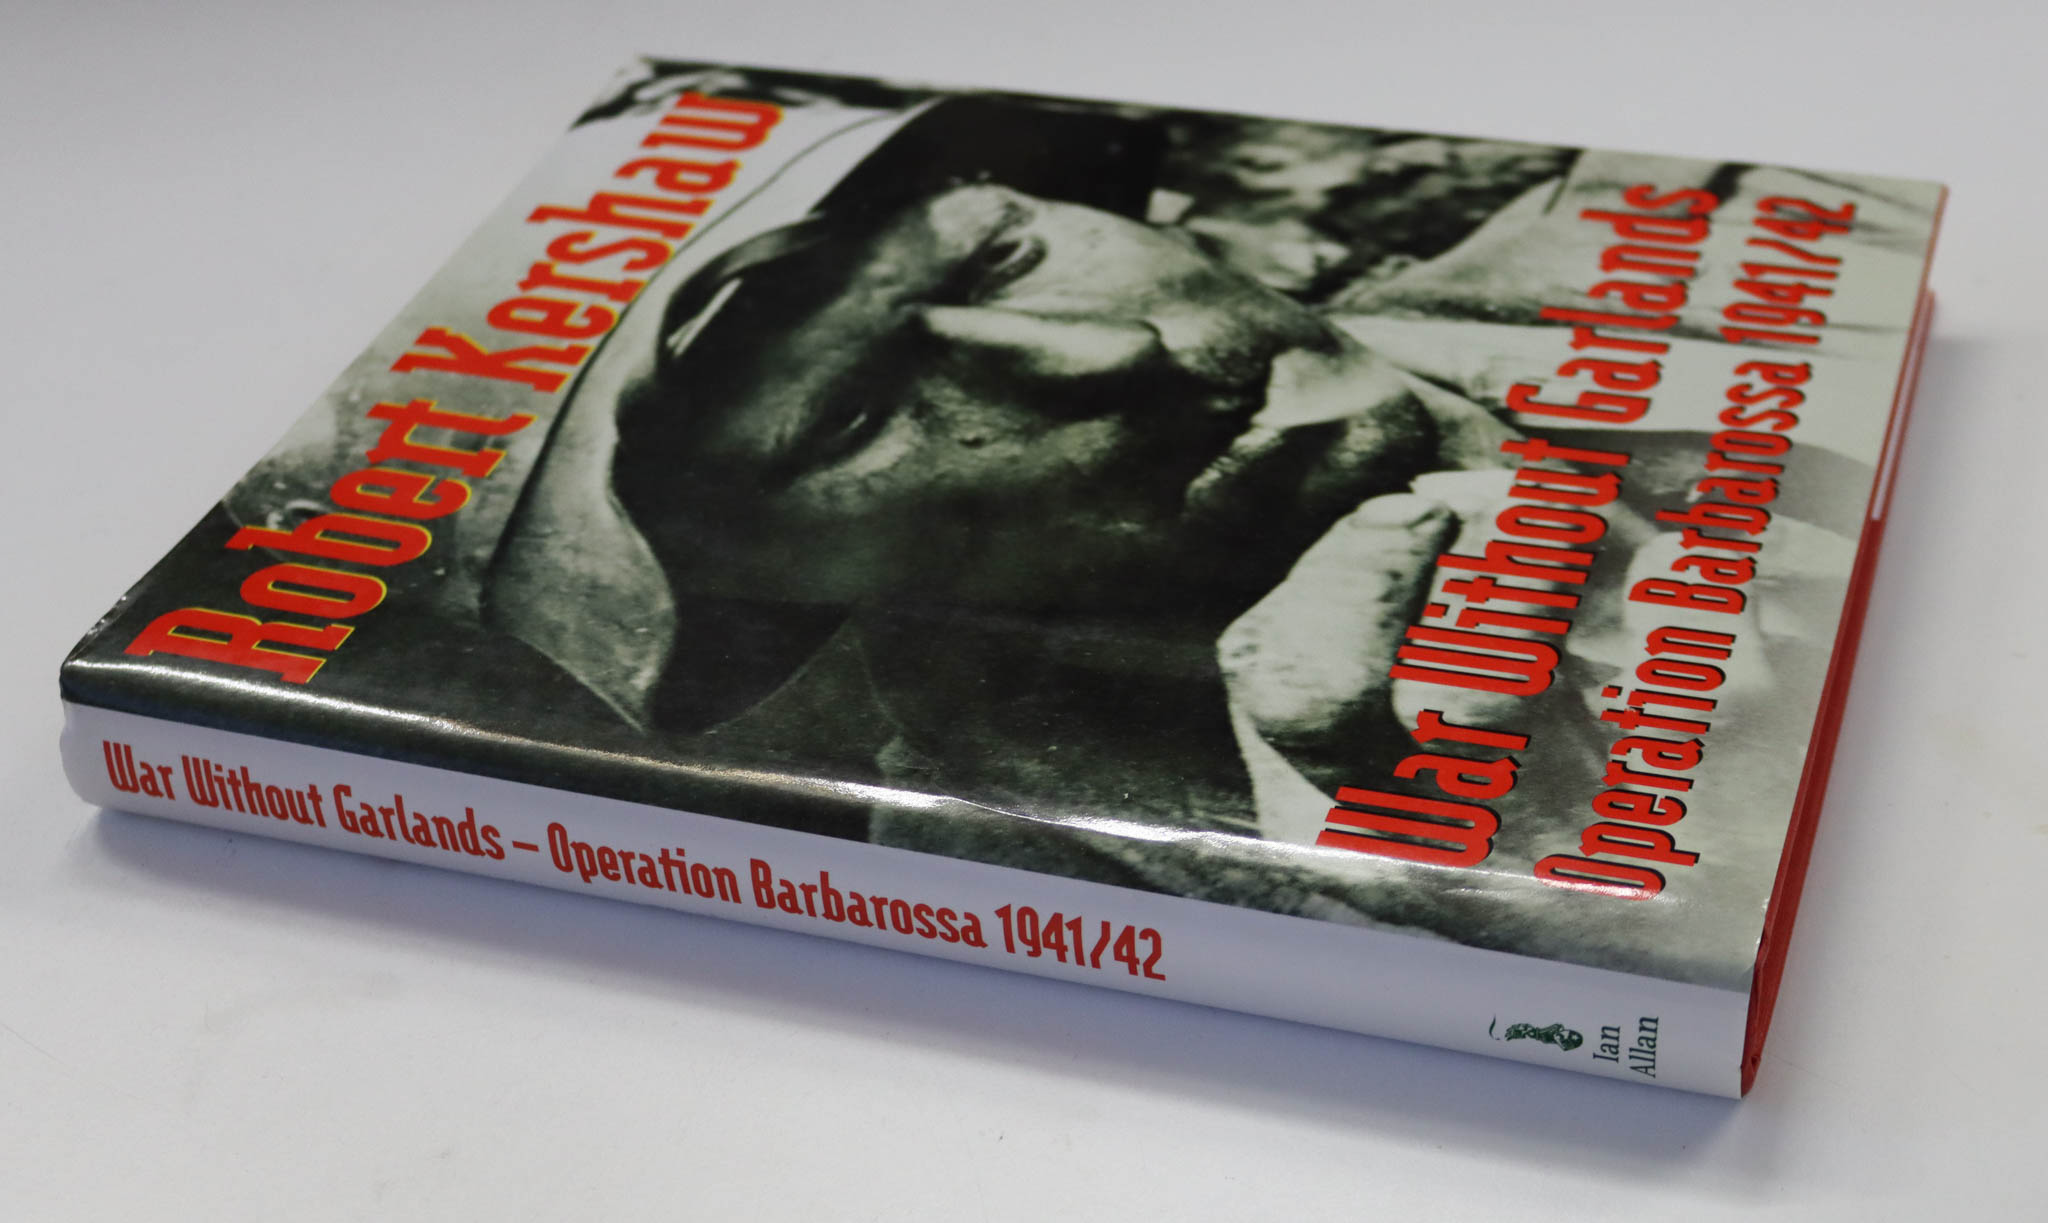 Robert Kershaw
War Without Garlands
Operation Barbarossa 1941/42
War Without Garlands – Operation Barbarossa 1941/42
Ian
Allan